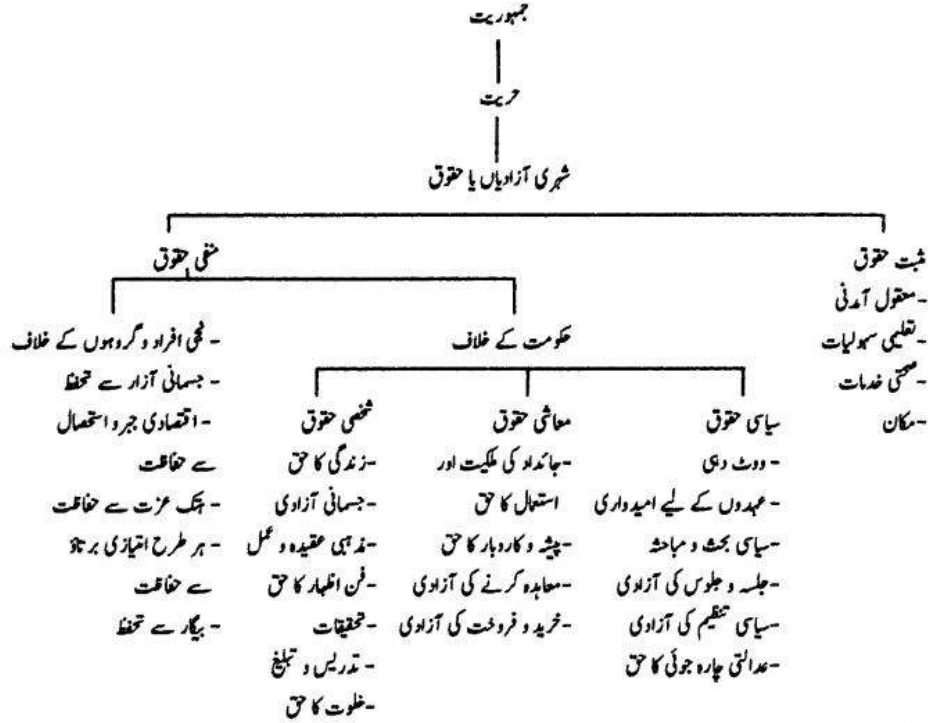 جمہوریت
حریت
شہری آزادیاں یا حقوق
مثبت حقوق
-معقول آمدنی
-تعلیمی سہولیات
-صحتی خدمات
-مکان
منفی حقوق
حکومت کے خلاف
سیاسی حقوق
- ووٹ دہی
- عہدوں کے لیے امیدواری
-سیاسی بحث و مباحثہ
-جلسہ و جلوس کی آزادی
-سیاسی تنظیم کی آزادی
-عدالتی چارہ جوئی کا حق
معاشی حقوق
-جائداد کی ملکیت اور
استعمال کا حق
-پیشہ و کاروبار کا حق
-معاہدہ کرنے کی آزادی
-خرید و فروخت کی آزادی
شخصی حقوق
-زندگی کا حق
-جسمانی آزادی
-مذہبی عقیدہ و عمل
-فن اظہار کا حق
-تحقیقات
- تدریس و تبلیغ
-خلوت کا حق
- نجی افراد و گروہوں کے خلاف
- جسمانی آزار سے تحفظ
- اقتصادی جبر و استحصال
سے حفاظت
- ہتک عزت سے حفاظت
- ہر طرح امتیازی برتاؤ
سے حفاظت
- بیگار سے تحفظ